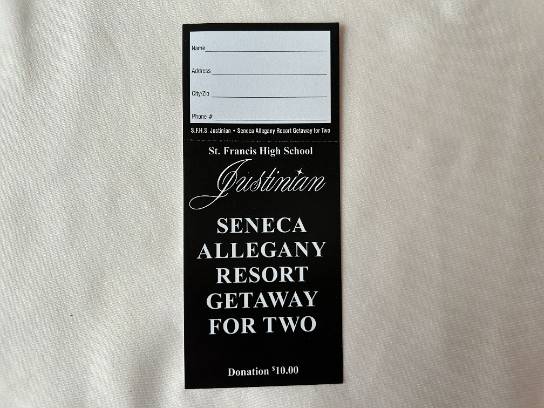 Name
Address
City/Zip
Phone #
S.F.H.S. Justinian • Seneca Allegany Resort Getaway for Two
St. Francis High School
Justinian
SENECA
ALLEGANY
RESORT
GETAWAY
FOR TWO
Donation $10.00